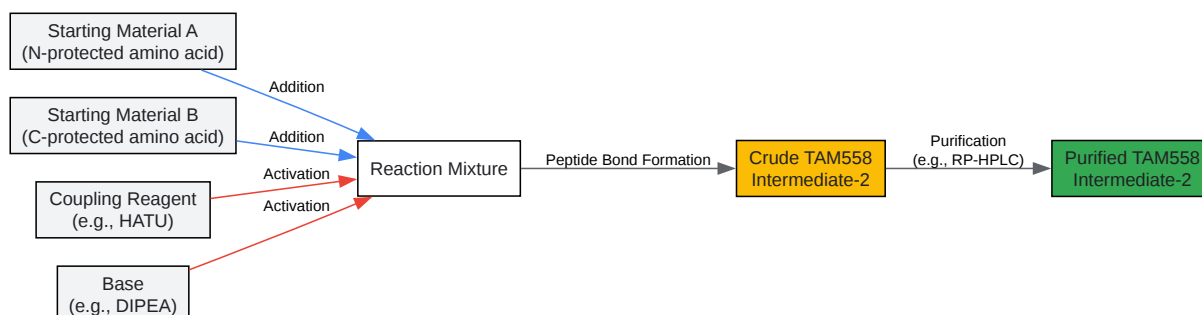 Starting Material A
(N-protected amino acid)
Addition
Starting Material B
(C-protected amino acid)
Addition
Coupling Reagent
(e.g., HATU)
Activation
Base
(e.g., DIPEA)
Activation
Reaction Mixture
Peptide Bond Formation
Crude TAM558
Intermediate-2
Purification
(e.g., RP-HPLC)
Purified TAM558
Intermediate-2